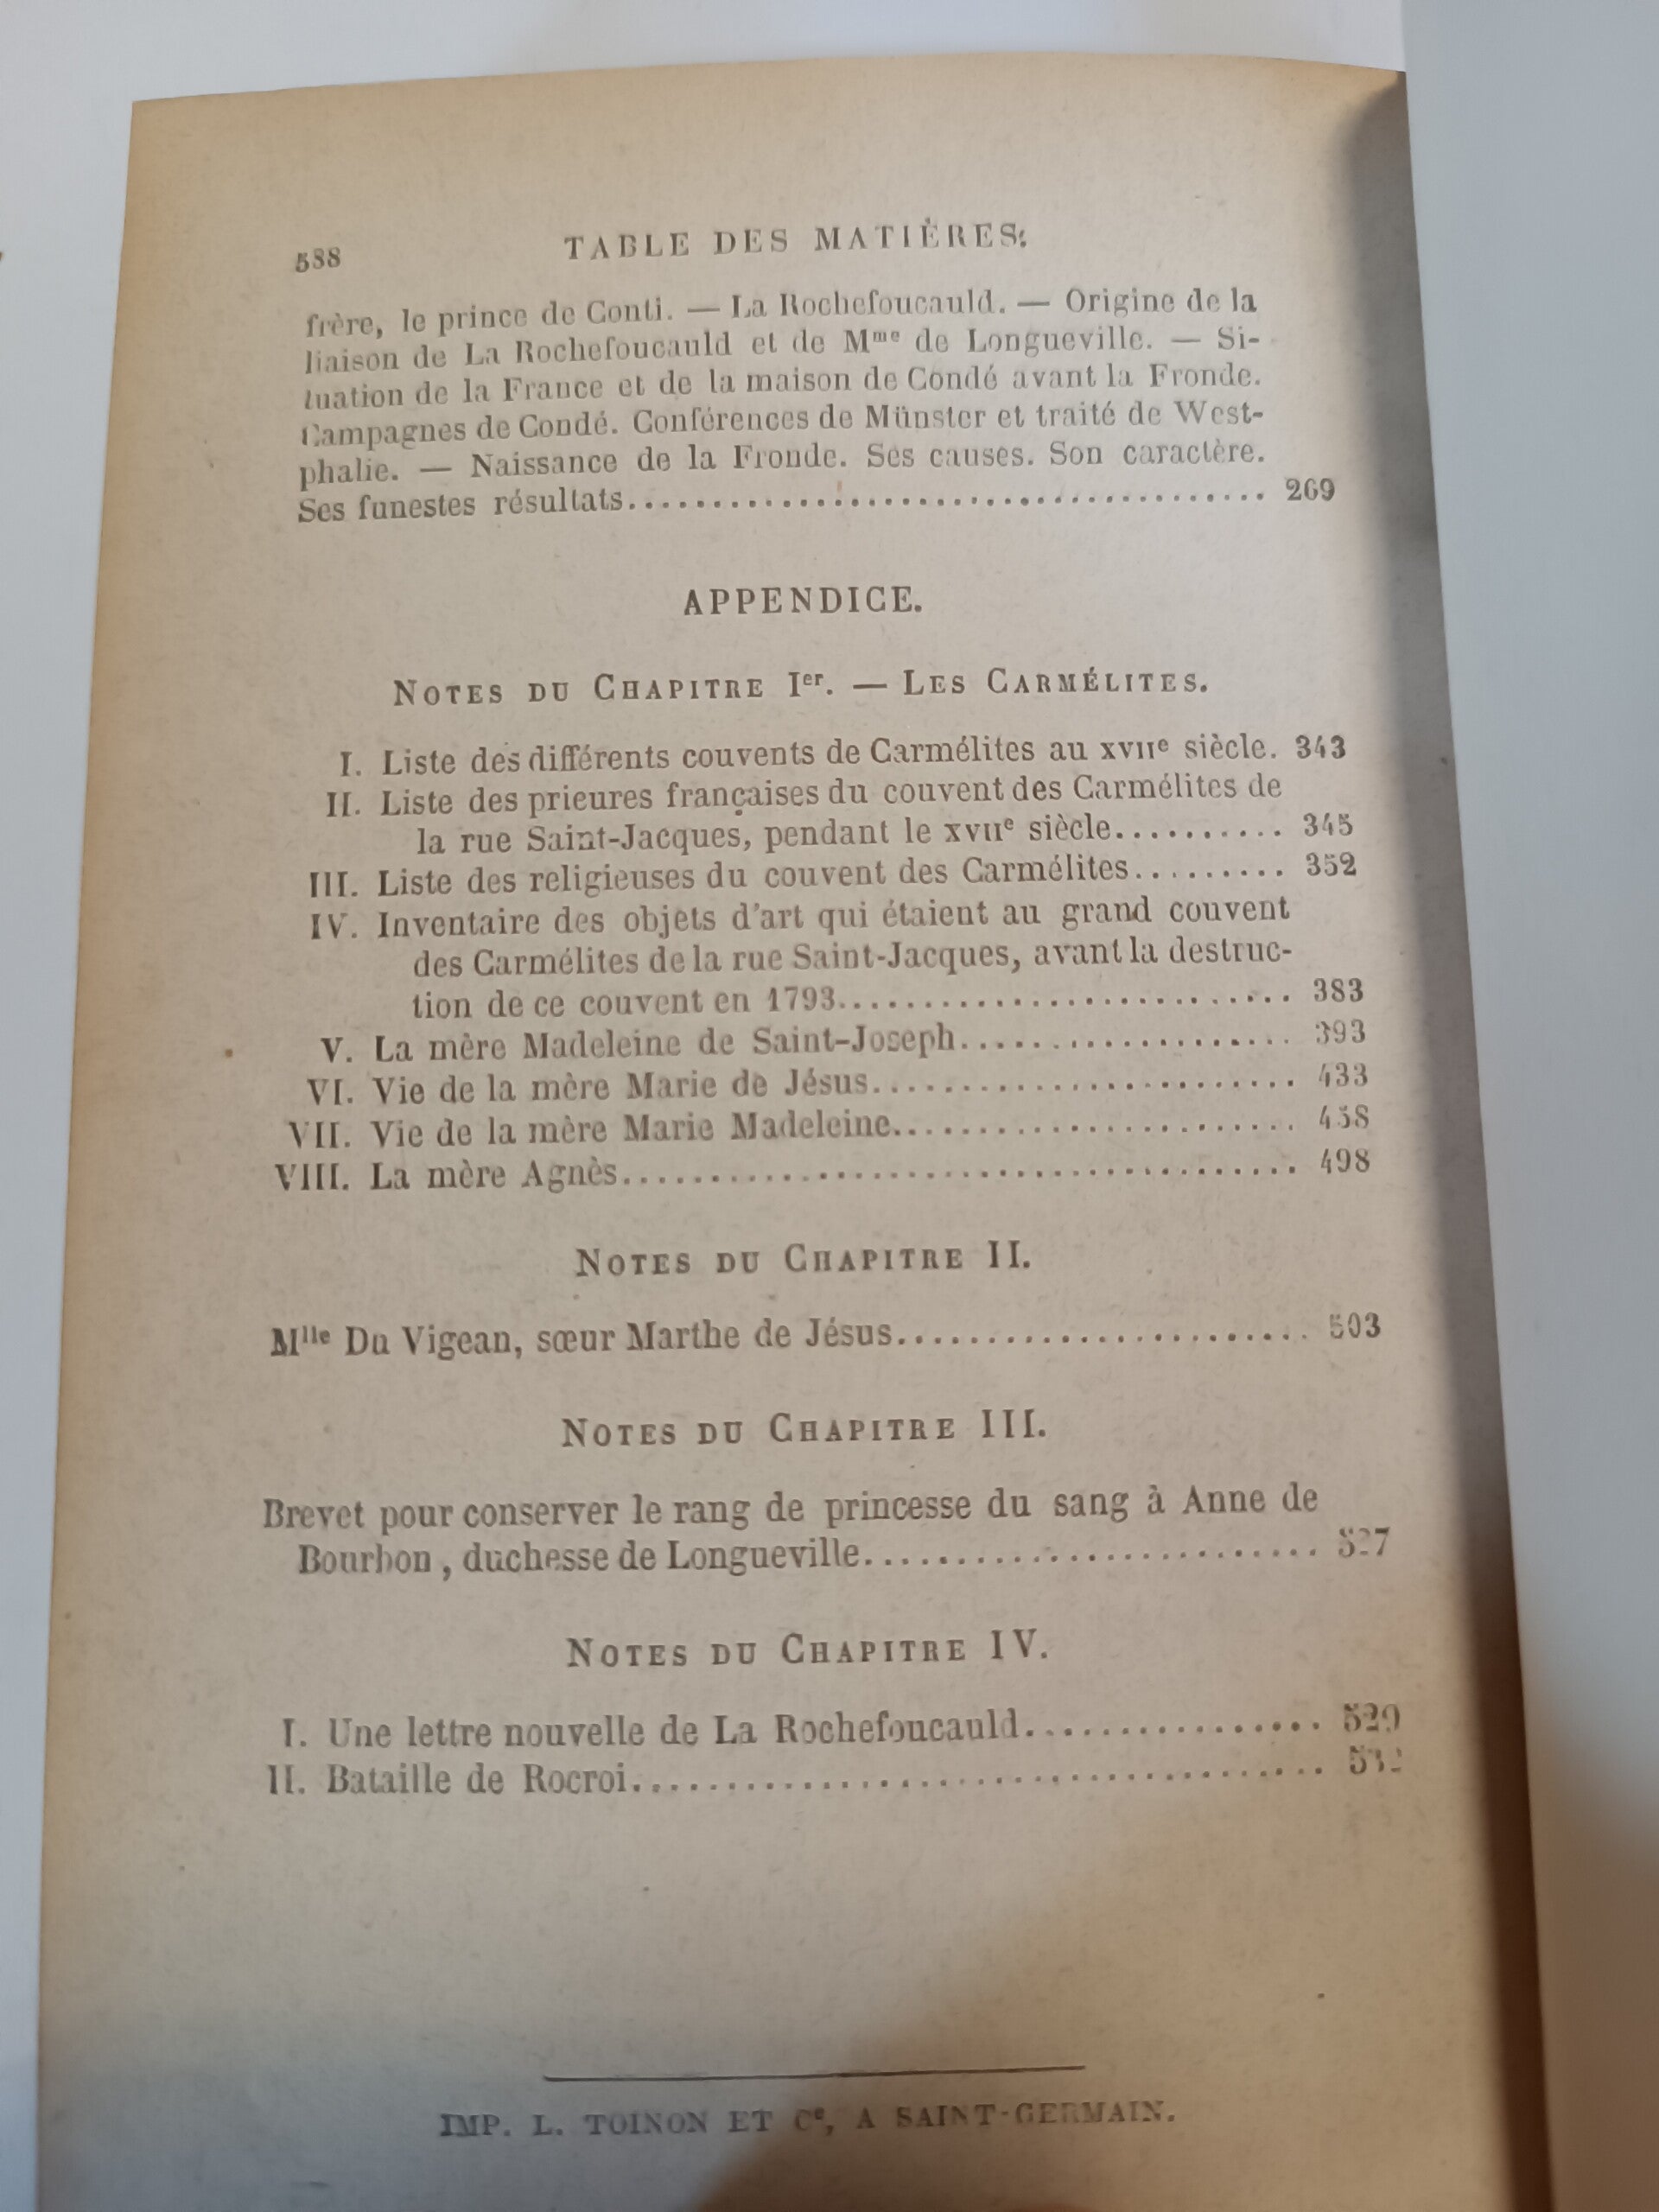 588 TABLE DES MATIÈRES.
frère, le prince de Conti. — La Rochefoucauld. — Origine de la
liaison de La Rochefoucauld et de Mme de Longueville. — Si-
tuation de la France et de la maison de Condé avant la Fronde.
Campagnes de Condé. Conférences de Münster et traité de West-
phalie. — Naissance de la Fronde. Ses causes. Son caractère.
Ses funestes résultats........................................ 269
APPENDICE.
NOTES DU CHAPITRE Ier. — LES CARMÉLITES.
I. Liste des différents couvents de Carmélites au XVIIe siècle. 343
II. Liste des prieures françaises du couvent des Carmélites de
la rue Saint-Jacques, pendant le XVIIe siècle.......... 345
III. Liste des religieuses du couvent des Carmélites......... 352
IV. Inventaire des objets d'art qui étaient au grand couvent
des Carmélites de la rue Saint-Jacques, avant la destruc-
tion de ce couvent en 1793........................... 383
V. La mère Madeleine de Saint-Joseph.................... 393
VI. Vie de la mère Marie de Jésus......................... 433
VII. Vie de la mère Marie Madeleine........................
VIII. La mère Agnès........................................ 498
NOTES DU CHAPITRE II.
Mlle Du Vigean, sœur Marthe de Jésus........................ 503
NOTES DU CHAPITRE III.
Brevet pour conserver le rang de princesse du sang à Anne de
Bourbon, duchesse de Longueville........................... 527
NOTES DU CHAPITRE IV.
I. Une lettre nouvelle de La Rochefoucauld................. 529
II. Bataille de Rocroi.......................................
IMP. L. TOINON ET Ce, A SAINT-GERMAIN.